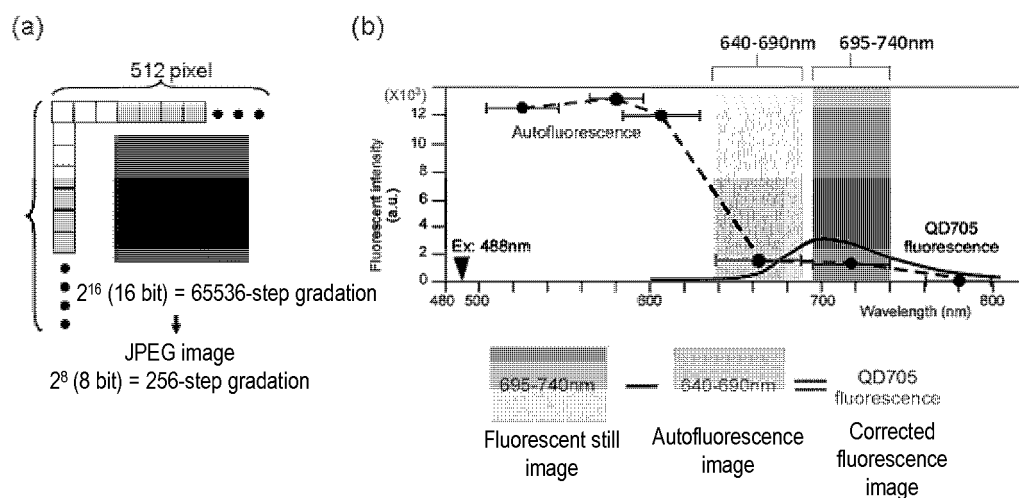 (a)
512 pixel
2¹⁶ (16 bit) = 65536-step gradation
JPEG image
2⁸ (8 bit) = 256-step gradation
(b)
640-690nm
695-740nm
(X10³)
12
10
8
6
4
2
0
Fluorescent intensity
(a.u.)
Autofluorescence
Ex: 488nm
QD705
fluorescence
480
500
600
700
800
Wavelength (nm)
695-740nm
640-690nm
QD705
fluorescence
Fluorescent still
image
Autofluorescence
image
Corrected
fluorescence
image